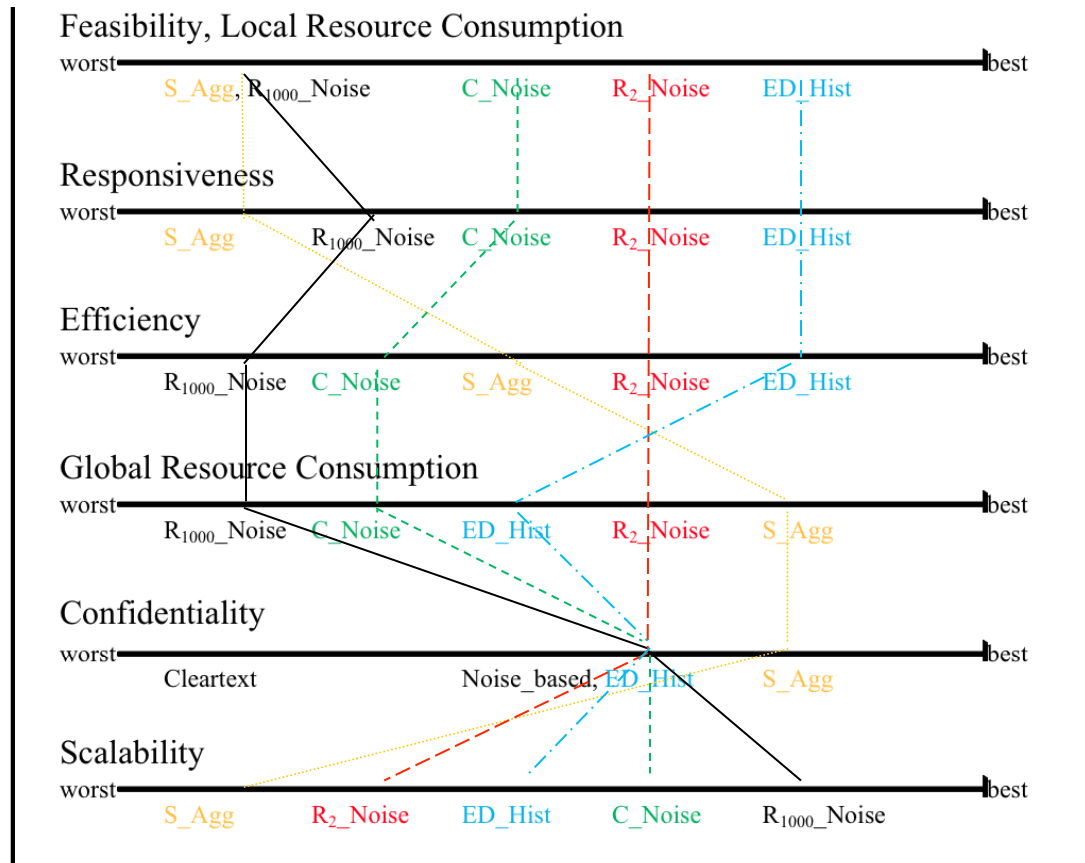 Feasibility, Local Resource Consumption
worst best
S_Agg, R1000_Noise C_Noise R2_Noise ED_Hist
Responsiveness
worst best
S_Agg R1000_Noise C_Noise R2_Noise ED_Hist
Efficiency
worst best
R1000_Noise C_Noise S_Agg R2_Noise ED_Hist
Global Resource Consumption
worst best
R1000_Noise C_Noise ED_Hist R2_Noise S_Agg
Confidentiality
worst best
Cleartext Noise_based, ED_Hist S_Agg
Scalability
worst best
S_Agg R2_Noise ED_Hist C_Noise R1000_Noise